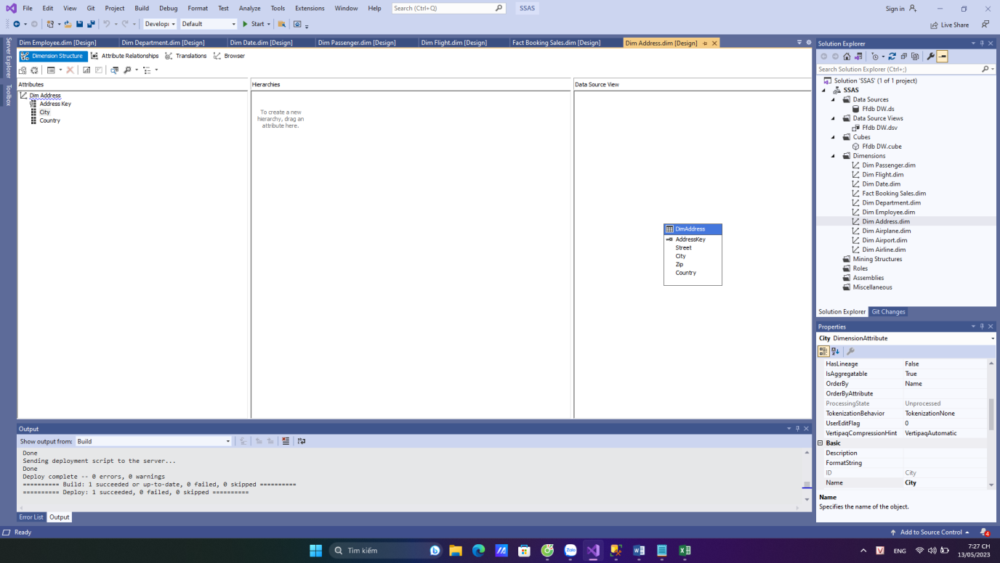 File Edit View Git Project Build Debug Format Test Analyze Tools Extensions Window Help Search (Ctrl+Q) SSAS Sign in
Developi Default Start Live Share
Server Explorer
Toolbox
Dim Employee.dim [Design] Dim Department.dim [Design] Dim Date.dim [Design] Dim Passenger.dim [Design] Dim Flight.dim [Design] Fact Booking Sales.dim [Design] Dim Address.dim [Design]
Dimension Structure Attribute Relationships Translations Browser
Attributes
Dim Address
Address Key
City
Country
Hierarchies
To create a new
hierarchy, drag an
attribute here.
Data Source View
DimAddress
AddressKey
Street
City
Zip
Country
Solution Explorer
Search Solution Explorer (Ctrl+;)
Solution 'SSAS' (1 of 1 project)
SSAS
Data Sources
Ffdb DW.ds
Data Source Views
Ffdb DW.dsv
Cubes
Ffdb DW.cube
Dimensions
Dim Passenger.dim
Dim Flight.dim
Dim Date.dim
Fact Booking Sales.dim
Dim Department.dim
Dim Employee.dim
Dim Address.dim
Dim Airplane.dim
Dim Airport.dim
Dim Airline.dim
Mining Structures
Roles
Assemblies
Miscellaneous
Solution Explorer Git Changes
Properties
City DimensionAttribute
HasLineage False
IsAggregatable True
OrderBy Name
OrderByAttribute
ProcessingState Unprocessed
TokenizationBehavior TokenizationNone
UserEditFlag 0
VertipaqCompressionHint VertipaqAutomatic
Basic
Description
FormatString
ID City
Name City
Name
Specifies the name of the object.
Output
Show output from: Build
Done
Sending deployment script to the server...
Done
Deploy complete -- 0 errors, 0 warnings
========== Build: 1 succeeded or up-to-date, 0 failed, 0 skipped ==========
========== Deploy: 1 succeeded, 0 failed, 0 skipped ==========
Error List Output
Ready Add to Source Control 4
Tìm kiếm Zalo V ENG 7:27 CH
13/05/2023